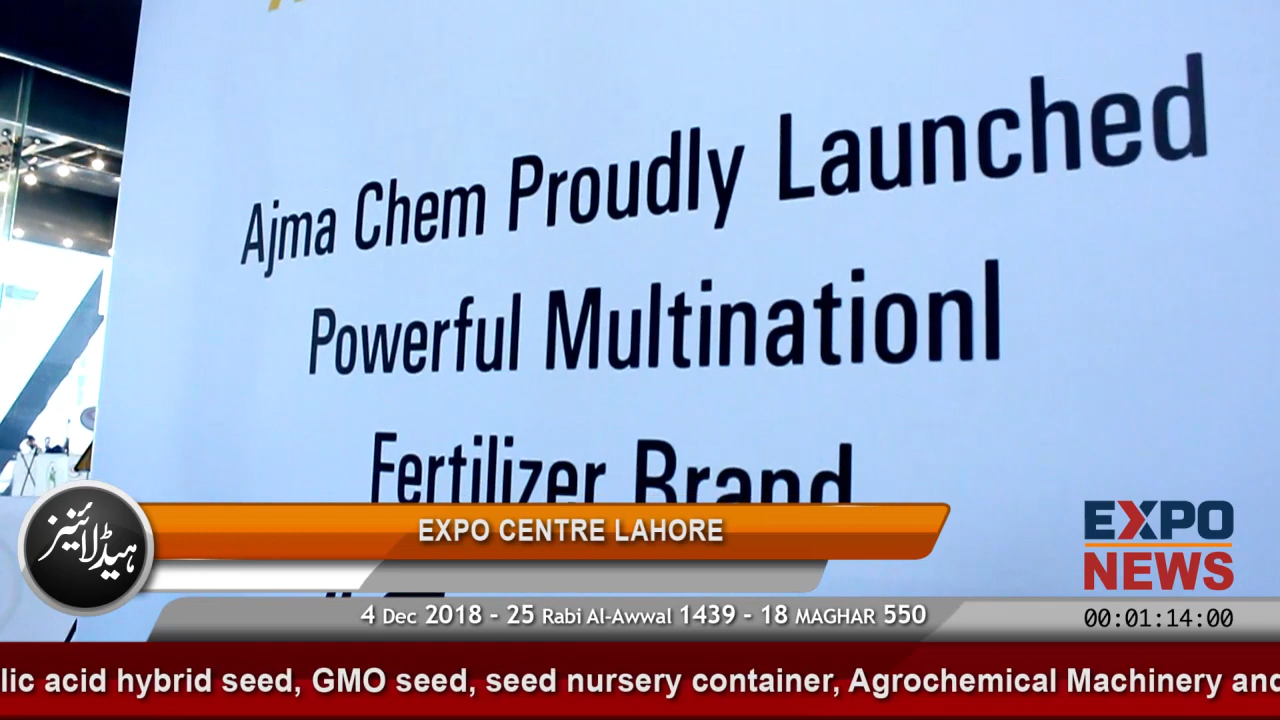 Ajma Chem Proudly Launched
Powerful Multinationl
Fertilizer Brand
EXPO CENTRE LAHORE
ہیڈلائینز
EXPO
NEWS
4 Dec 2018 - 25 Rabi Al-Awwal 1439 - 18 MAGHAR 550
00:01:14:00
lic acid hybrid seed, GMO seed, seed nursery container, Agrochemical Machinery and